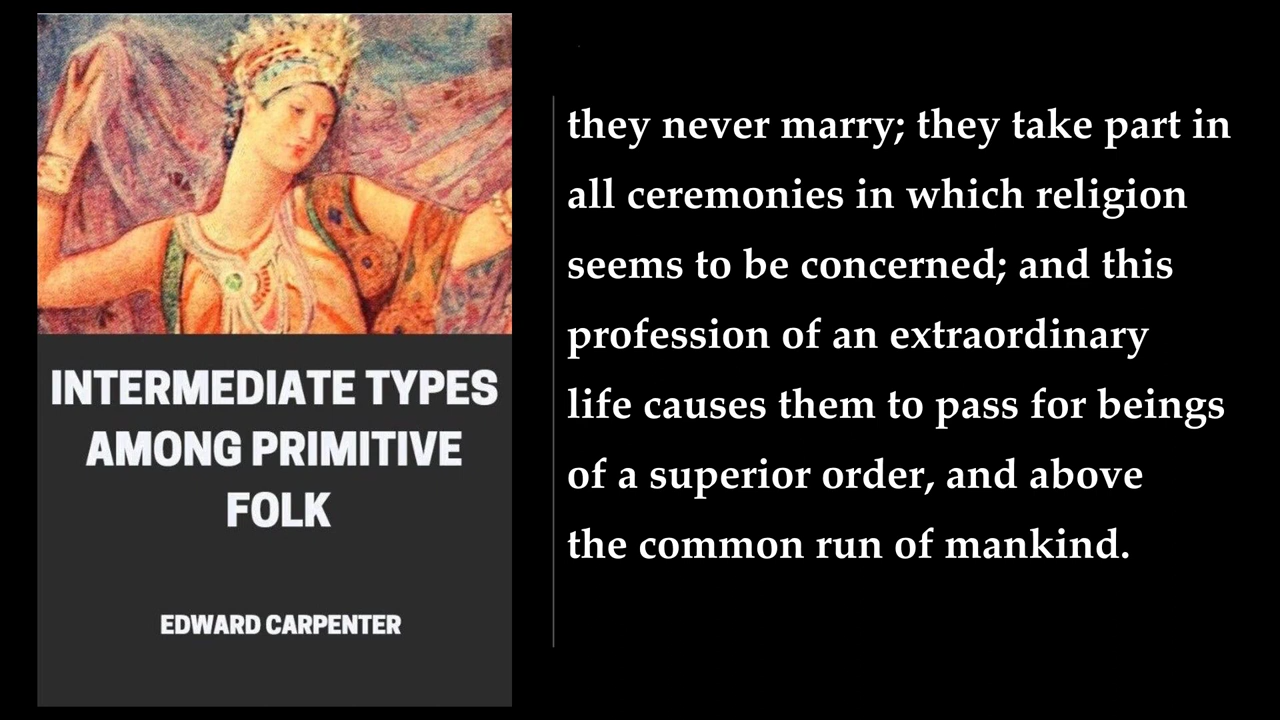 INTERMEDIATE TYPES
AMONG PRIMITIVE
FOLK
EDWARD CARPENTER
they never marry; they take part in
all ceremonies in which religion
seems to be concerned; and this
profession of an extraordinary
life causes them to pass for beings
of a superior order, and above
the common run of mankind.